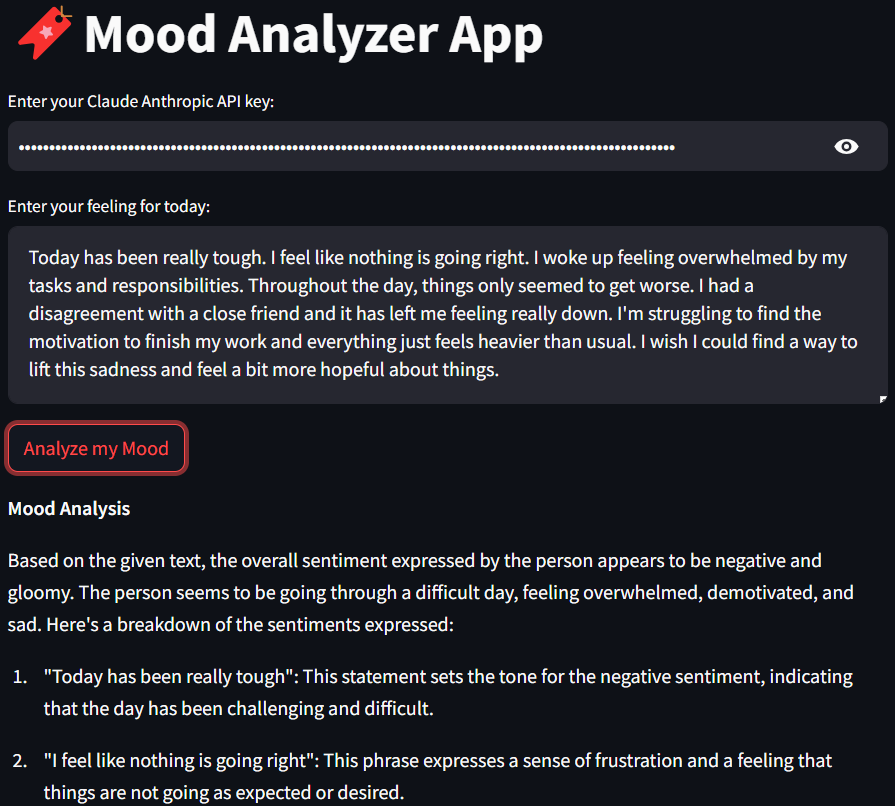 Mood Analyzer App
Enter your Claude Anthropic API key:
Enter your feeling for today:
Today has been really tough. I feel like nothing is going right. I woke up feeling overwhelmed by my
tasks and responsibilities. Throughout the day, things only seemed to get worse. I had a
disagreement with a close friend and it has left me feeling really down. I'm struggling to find the
motivation to finish my work and everything just feels heavier than usual. I wish I could find a way to
lift this sadness and feel a bit more hopeful about things.
Analyze my Mood
Mood Analysis
Based on the given text, the overall sentiment expressed by the person appears to be negative and
gloomy. The person seems to be going through a difficult day, feeling overwhelmed, demotivated, and
sad. Here's a breakdown of the sentiments expressed:
1. "Today has been really tough": This statement sets the tone for the negative sentiment, indicating
that the day has been challenging and difficult.
2. "I feel like nothing is going right": This phrase expresses a sense of frustration and a feeling that
things are not going as expected or desired.